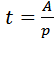 t = A/p